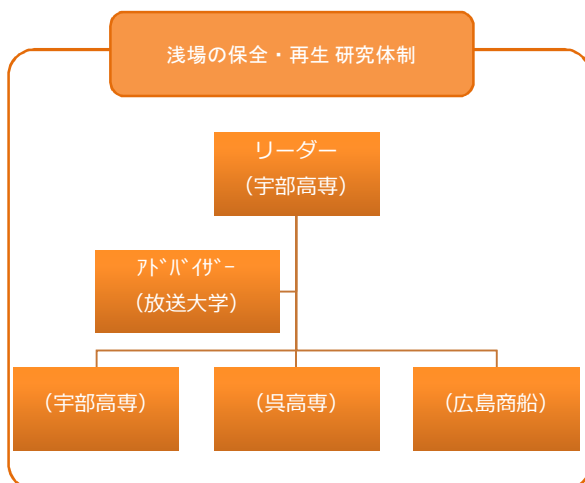 浅場の保全・再生 研究体制
リーダー
（宇部高専）
ｱﾄﾞﾊﾞｲｻﾞｰ
（放送大学）
（宇部高専）
（呉高専）
（広島商船）